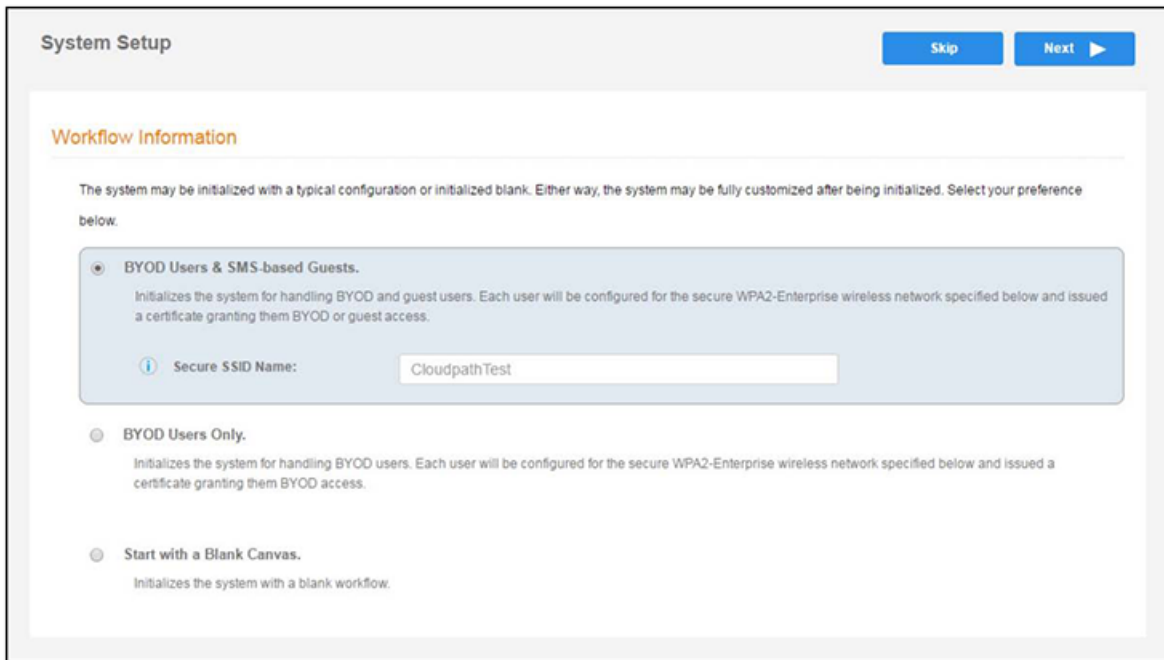 System Setup
Skip
Next
Workflow Information
The system may be initialized with a typical configuration or initialized blank. Either way, the system may be fully customized after being initialized. Select your preference
below.
BYOD Users & SMS-based Guests.
Initializes the system for handling BYOD and guest users. Each user will be configured for the secure WPA2-Enterprise wireless network specified below and issued
a certificate granting them BYOD or guest access.
Secure SSID Name:
CloudpathTest
BYOD Users Only.
Initializes the system for handling BYOD users. Each user will be configured for the secure WPA2-Enterprise wireless network specified below and issued a
certificate granting them BYOD access.
Start with a Blank Canvas.
Initializes the system with a blank workflow.